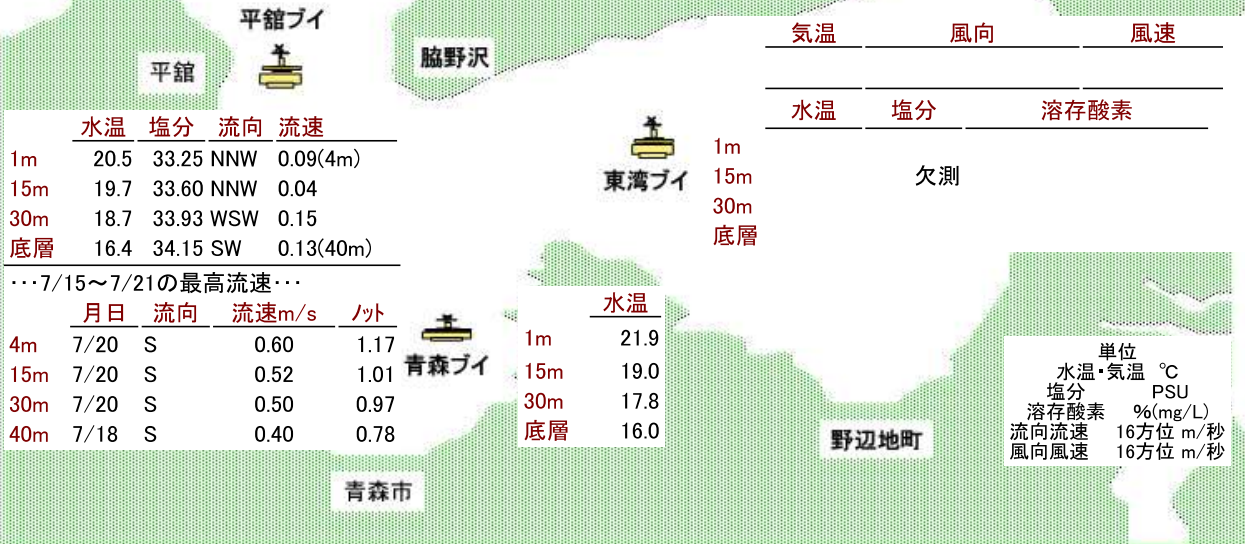 平舘ブイ
平舘
脇野沢
水温 塩分 流向 流速
1m 20.5 33.25 NNW 0.09(4m)
15m 19.7 33.60 NNW 0.04
30m 18.7 33.93 WSW 0.15
底層 16.4 34.15 SW 0.13(40m)
…7/15～7/21の最高流速…
月日 流向 流速m/s ノット
4m 7/20 S 0.60 1.17
15m 7/20 S 0.52 1.01
30m 7/20 S 0.50 0.97
40m 7/18 S 0.40 0.78
気温 風向 風速
水温 塩分 溶存酸素
1m
15m 欠測
30m
底層
東湾ブイ
青森ブイ
水温
1m 21.9
15m 19.0
30m 17.8
底層 16.0
野辺地町
青森市
単位
水温・気温 ℃
塩分 PSU
溶存酸素 %(mg/L)
流向流速 16方位 m/秒
風向風速 16方位 m/秒